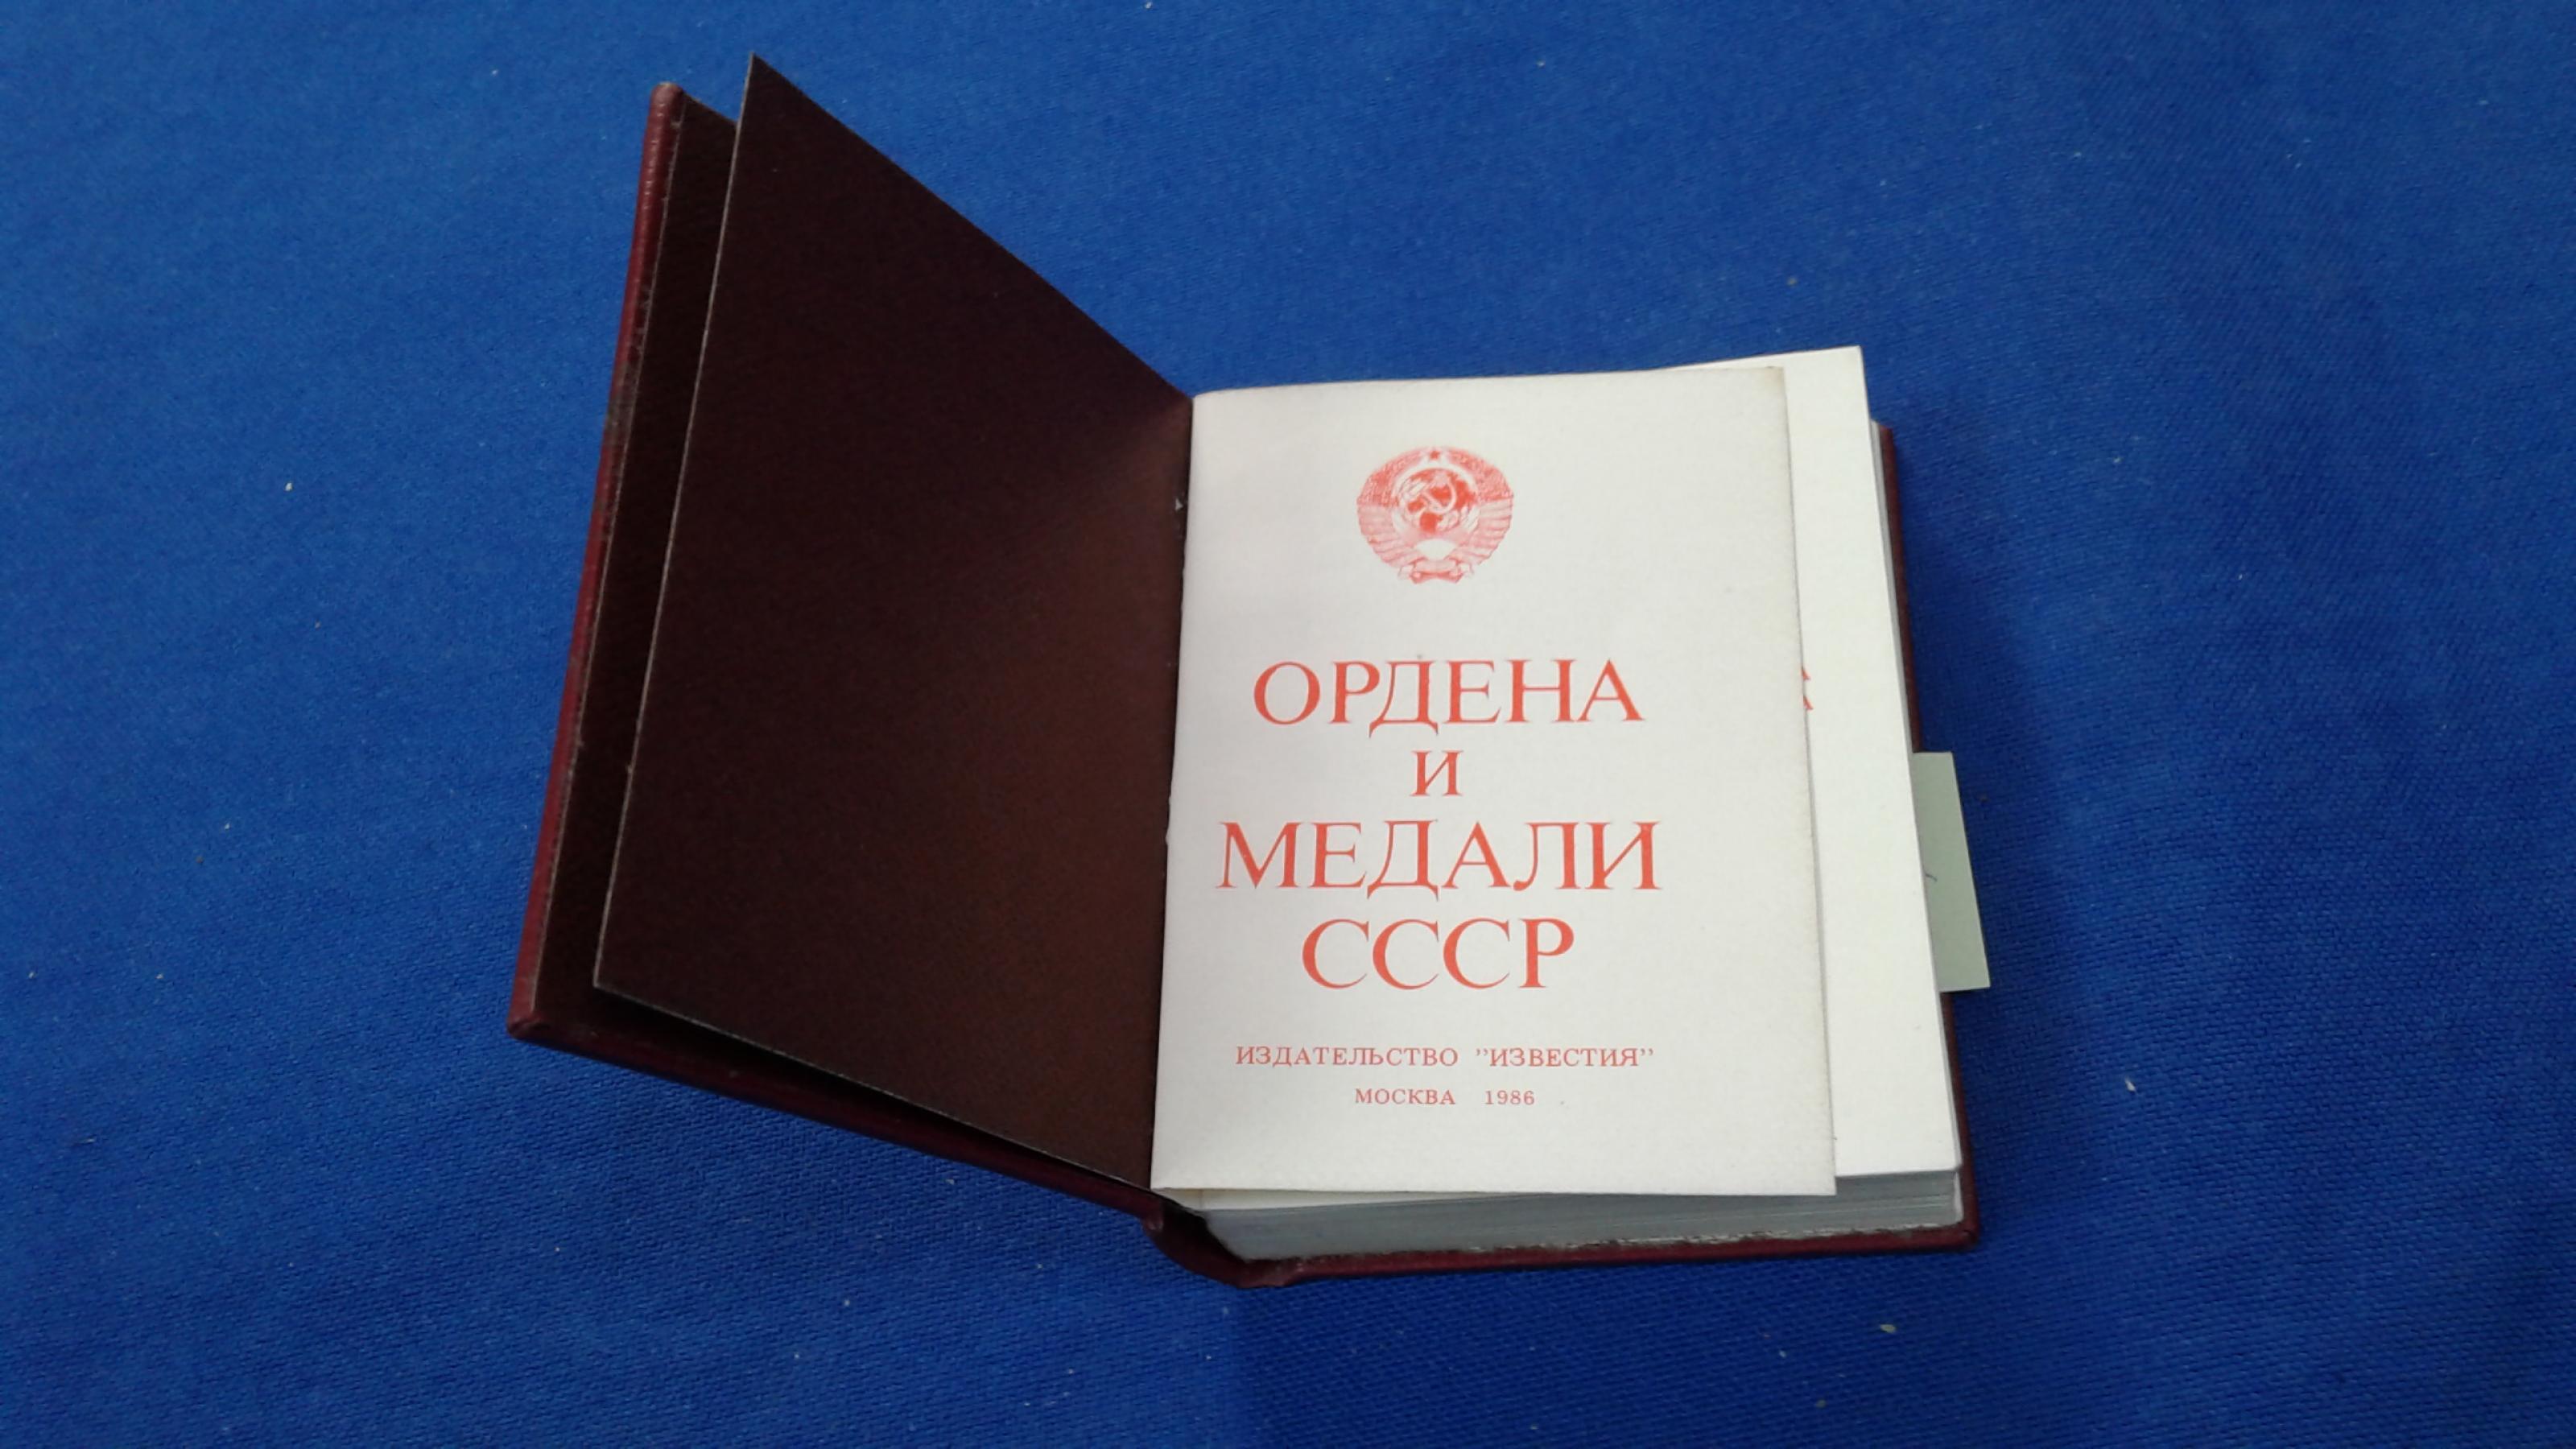 ОРДЕНА
И
МЕДАЛИ
СССР
ИЗДАТЕЛЬСТВО "ИЗВЕСТИЯ"
МОСКВА 1986